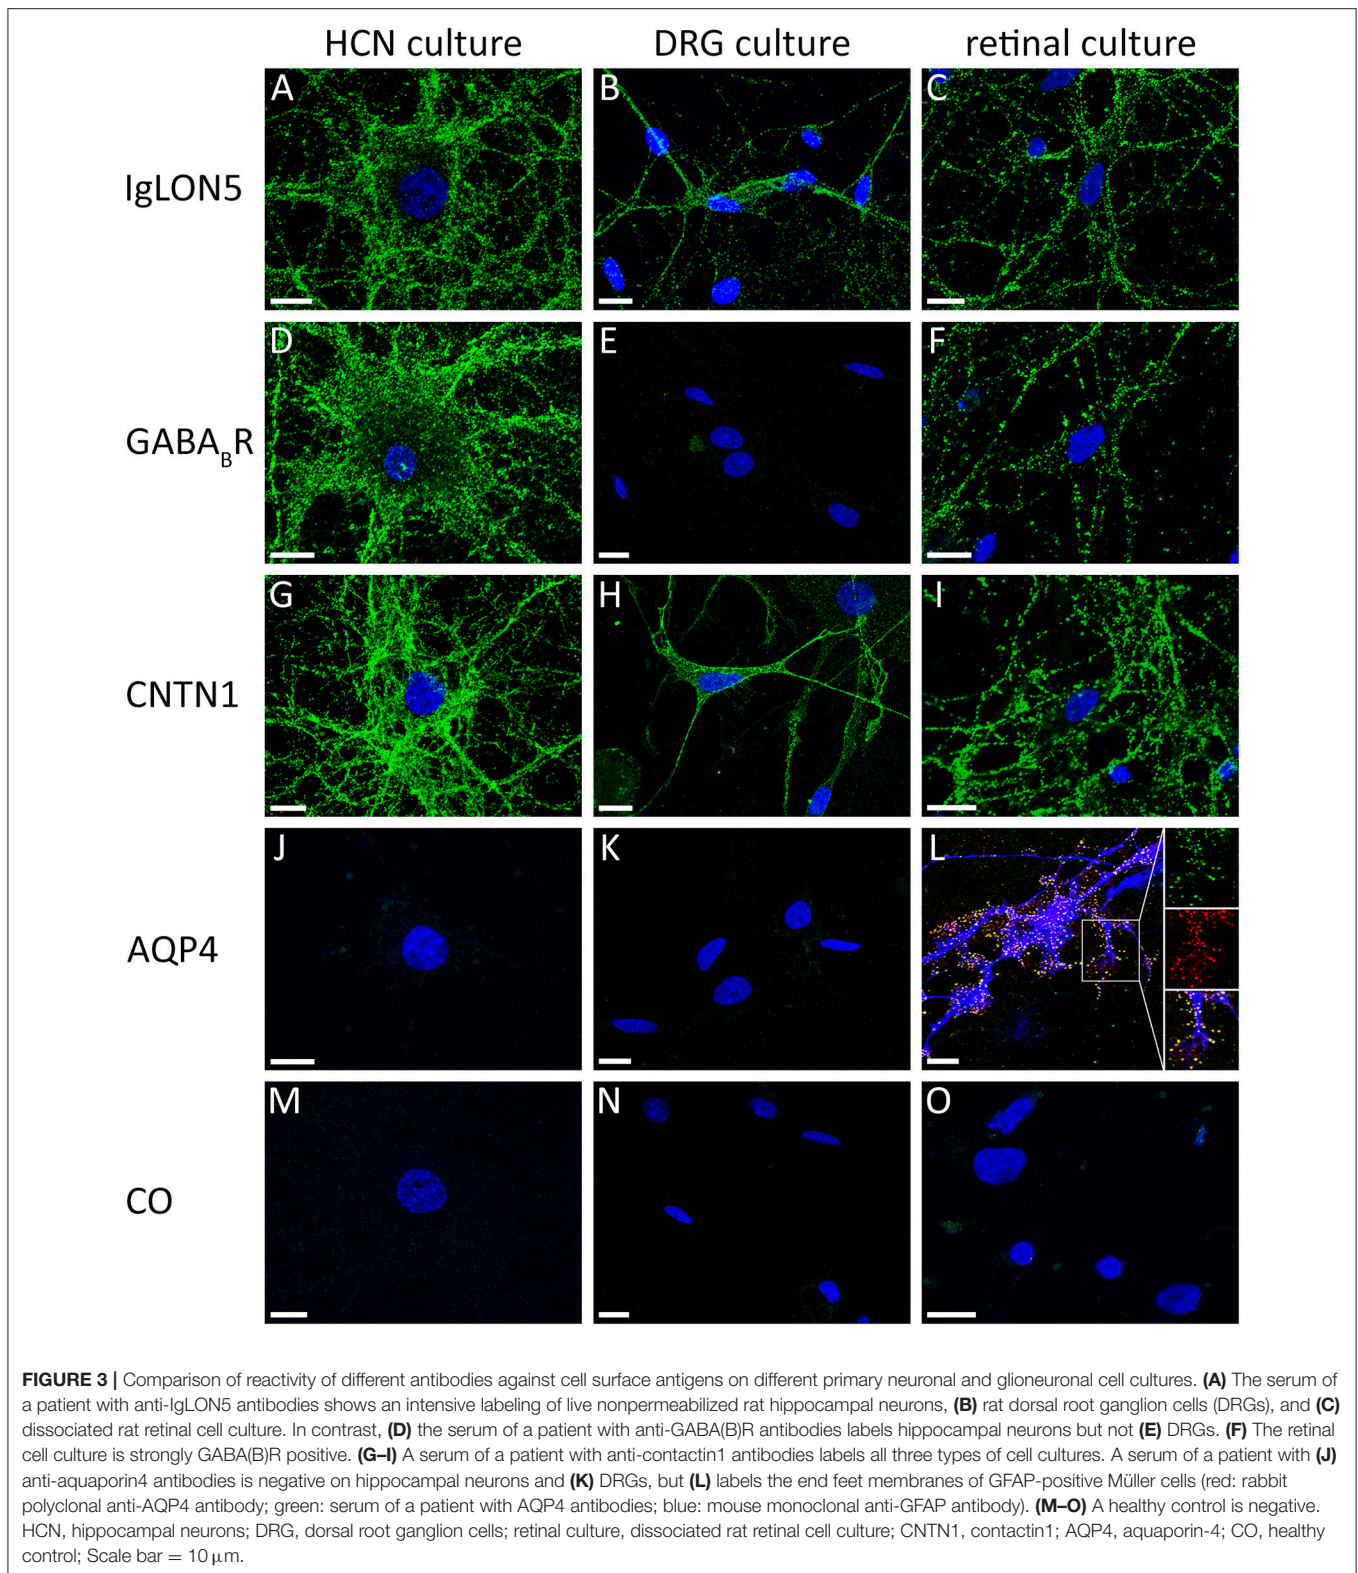 HCN culture DRG culture retinal culture
A B C
IgLON5
D E F
GABA_BR
G H I
CNTN1
J K L
AQP4
M N O
CO
FIGURE 3 | Comparison of reactivity of different antibodies against cell surface antigens on different primary neuronal and glioneuronal cell cultures. (A) The serum of
a patient with anti-IgLON5 antibodies shows an intensive labeling of live nonpermeabilized rat hippocampal neurons, (B) rat dorsal root ganglion cells (DRGs), and (C)
dissociated rat retinal cell culture. In contrast, (D) the serum of a patient with anti-GABA(B)R antibodies labels hippocampal neurons but not (E) DRGs. (F) The retinal
cell culture is strongly GABA(B)R positive. (G–I) A serum of a patient with anti-contactin1 antibodies labels all three types of cell cultures. A serum of a patient with (J)
anti-aquaporin4 antibodies is negative on hippocampal neurons and (K) DRGs, but (L) labels the end feet membranes of GFAP-positive Müller cells (red: rabbit
polyclonal anti-AQP4 antibody; green: serum of a patient with AQP4 antibodies; blue: mouse monoclonal anti-GFAP antibody). (M–O) A healthy control is negative.
HCN, hippocampal neurons; DRG, dorsal root ganglion cells; retinal culture, dissociated rat retinal cell culture; CNTN1, contactin1; AQP4, aquaporin-4; CO, healthy
control; Scale bar = 10 μm.